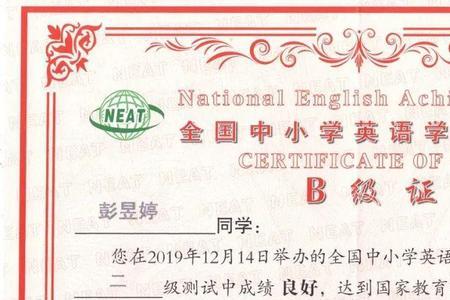 National English Achi
NEAT
全国中小学英语学
CERTIFICATE OF
B级证
彭昱婷
同学：
您在2019年12月14日举办的全国中小学英语
二
级测试中成绩 良好，达到国家教育